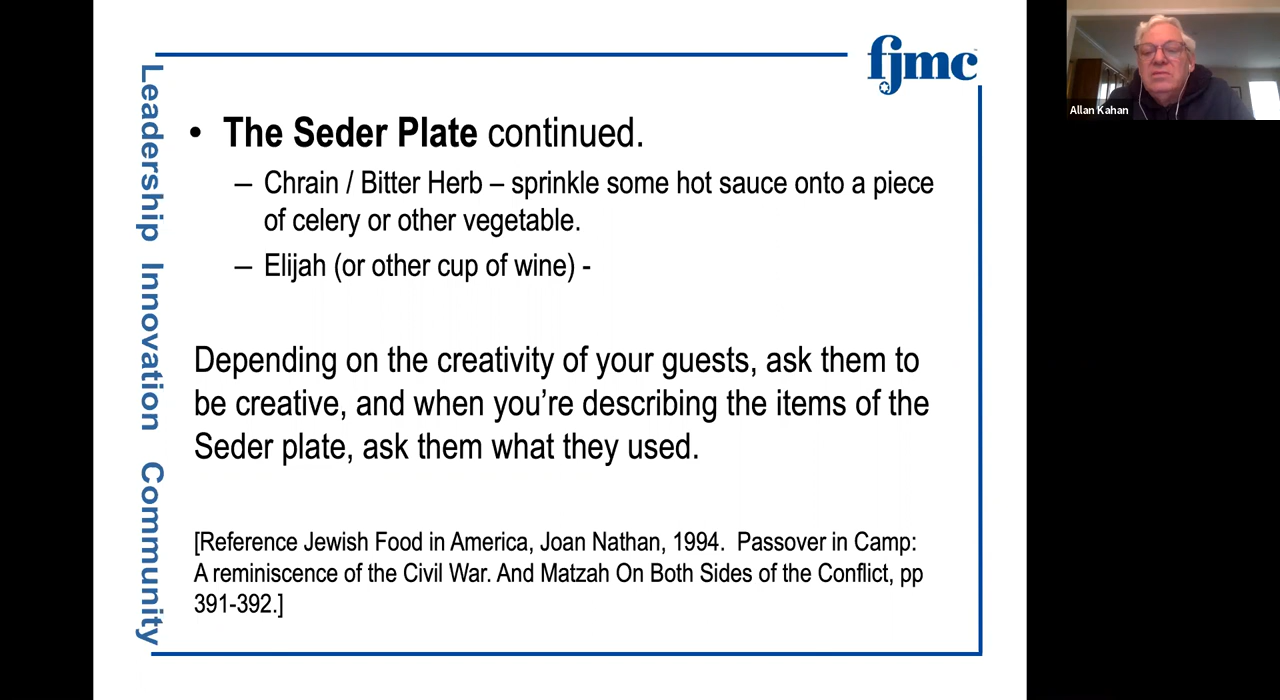 fjmc
Leadership Innovation Community
• The Seder Plate continued.
– Chrain / Bitter Herb – sprinkle some hot sauce onto a piece
of celery or other vegetable.
– Elijah (or other cup of wine) -
Depending on the creativity of your guests, ask them to
be creative, and when you’re describing the items of the
Seder plate, ask them what they used.
[Reference Jewish Food in America, Joan Nathan, 1994.  Passover in Camp:
A reminiscence of the Civil War. And Matzah On Both Sides of the Conflict, pp
391-392.]
Allan Kahan